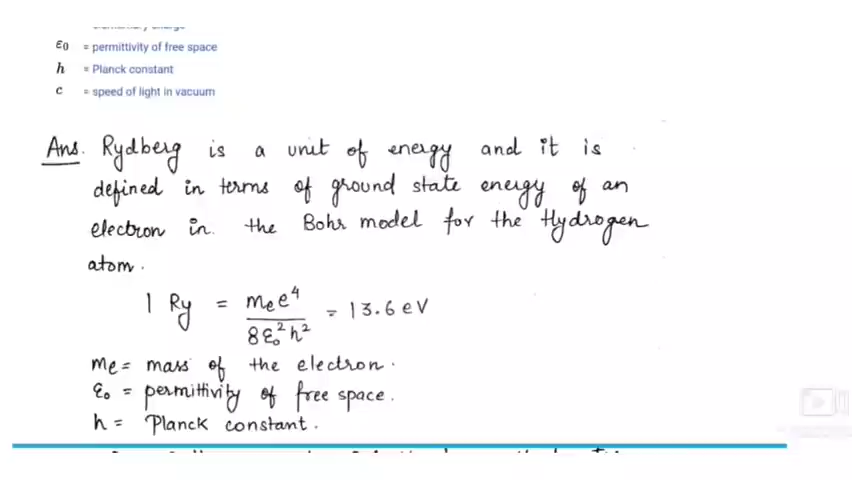 ε0 = permittivity of free space
h = Planck constant
c = speed of light in vacuum
Ans. Rydberg is a unit of energy and it is
defined in terms of ground state energy of an
electron in the Bohr model for the Hydrogen
atom.
1 Ry = mₑe⁴/8ε₀²h² = 13.6 eV
mₑ = mass of the electron.
ε₀ = permittivity of free space.
h = Planck constant.